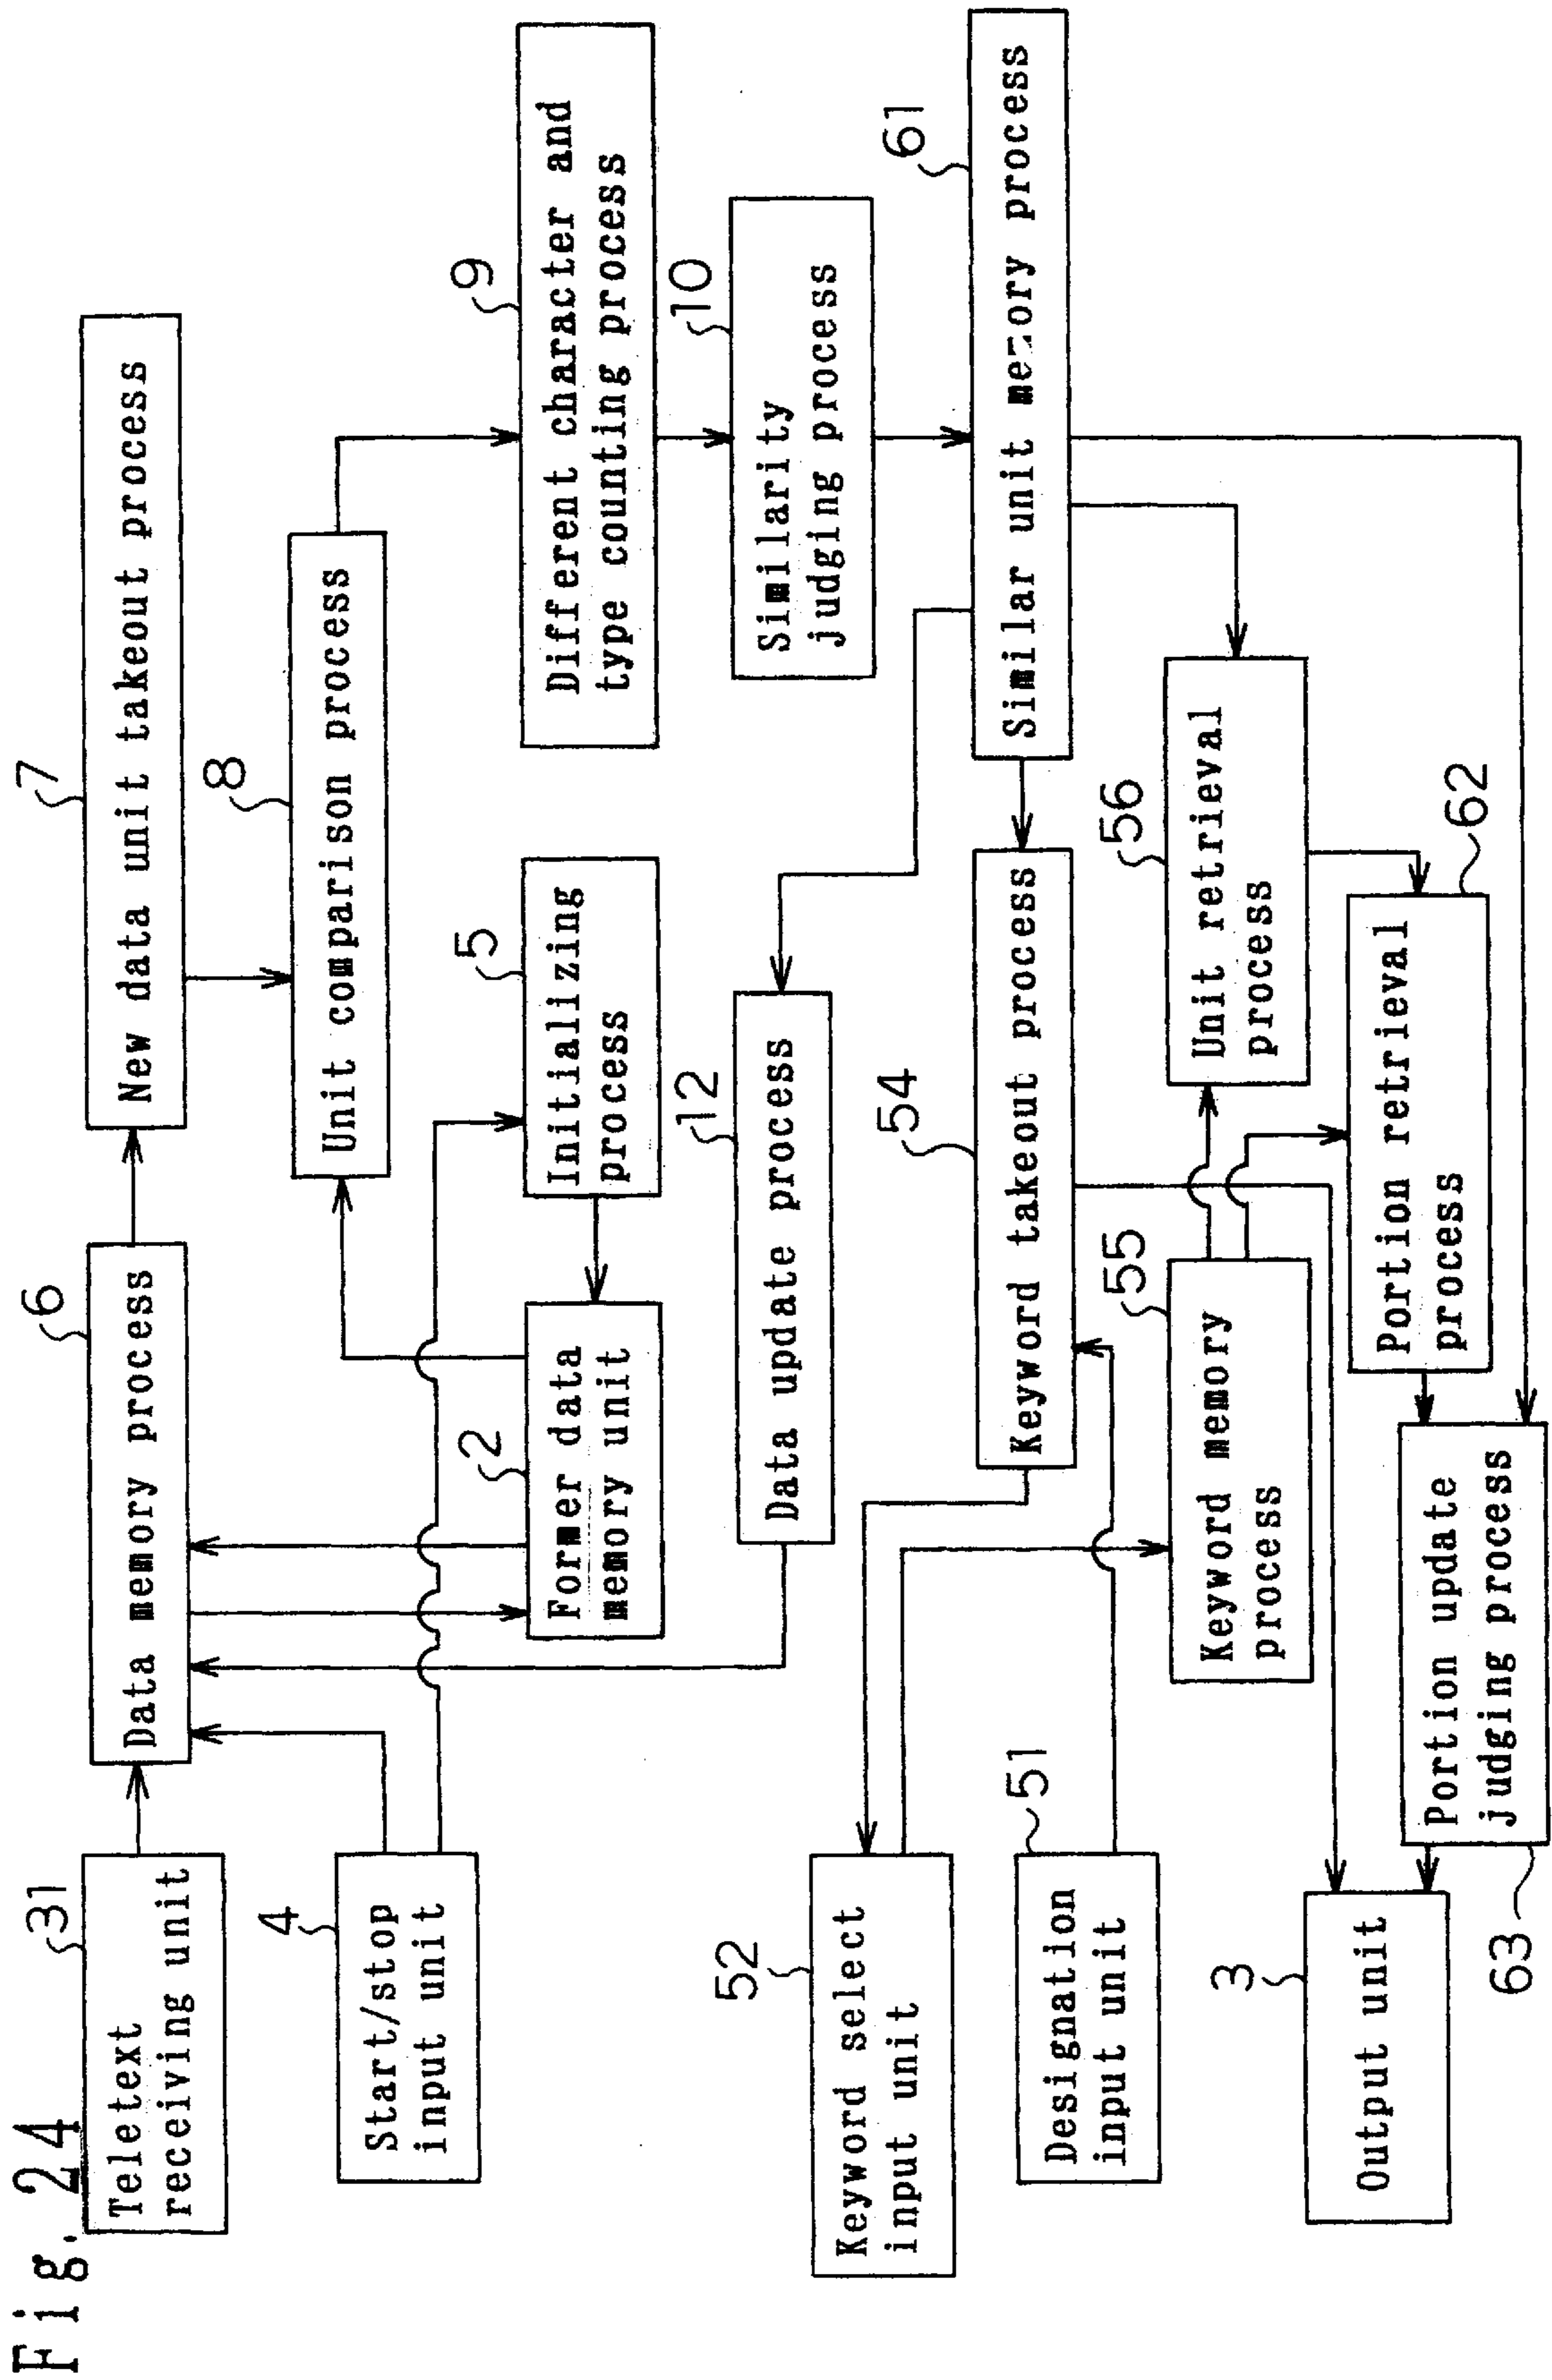 Fig. 24
31
Teletext
receiving unit
6
Data memory process
7
New data unit takeout process
4
Start/stop
input unit
8
Unit comparison process
2
Former data
memory unit
5
Initializing
process
9
Different character and
type counting process
12
Data update process
10
Similarity
judging process
52
Keyword select
input unit
54
Keyword takeout process
61
Similar unit memory process
51
Designation
input unit
55
Keyword memory
process
56
Unit retrieval
process
3
Output unit
62
Portion retrieval
process
63
Portion update
judging process